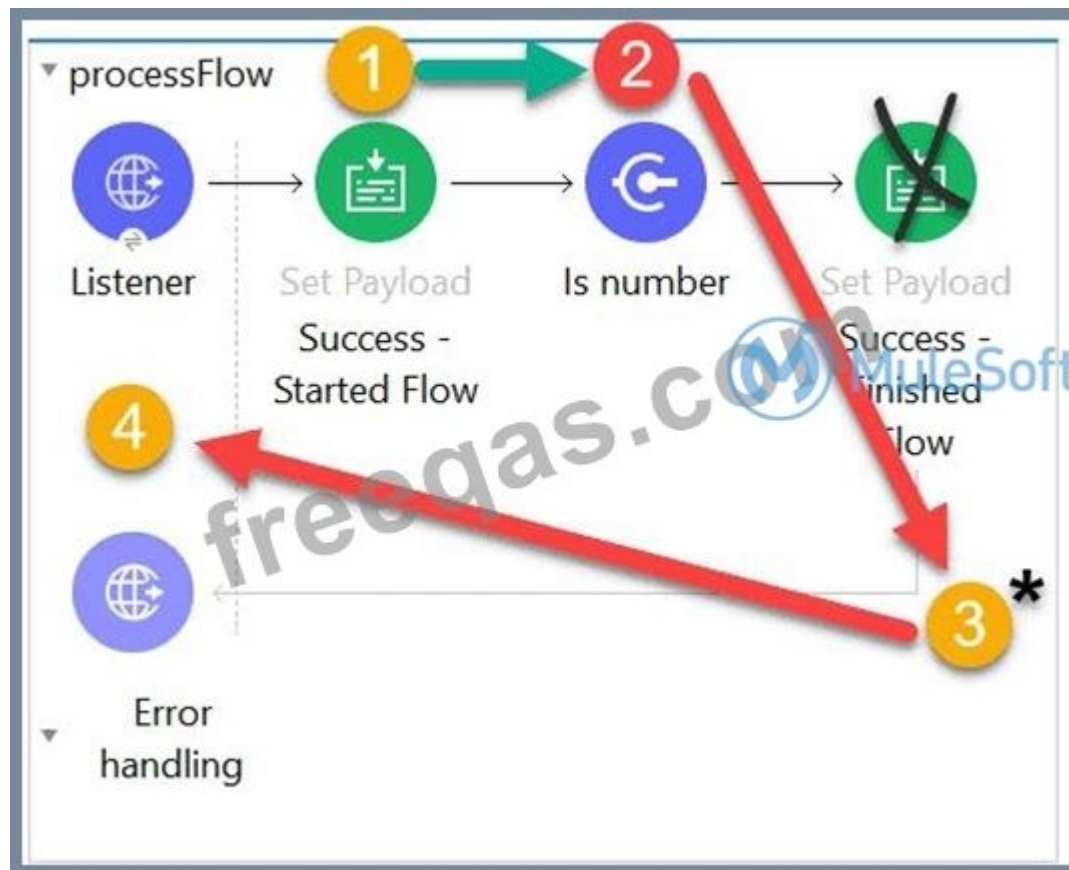 processFlow
1
2
Listener
Set Payload
Is number
Set Payload
Success -
Started Flow
Success -
Finished
Flow
MuleSoft
freeqas.com
4
3
*
Error
handling